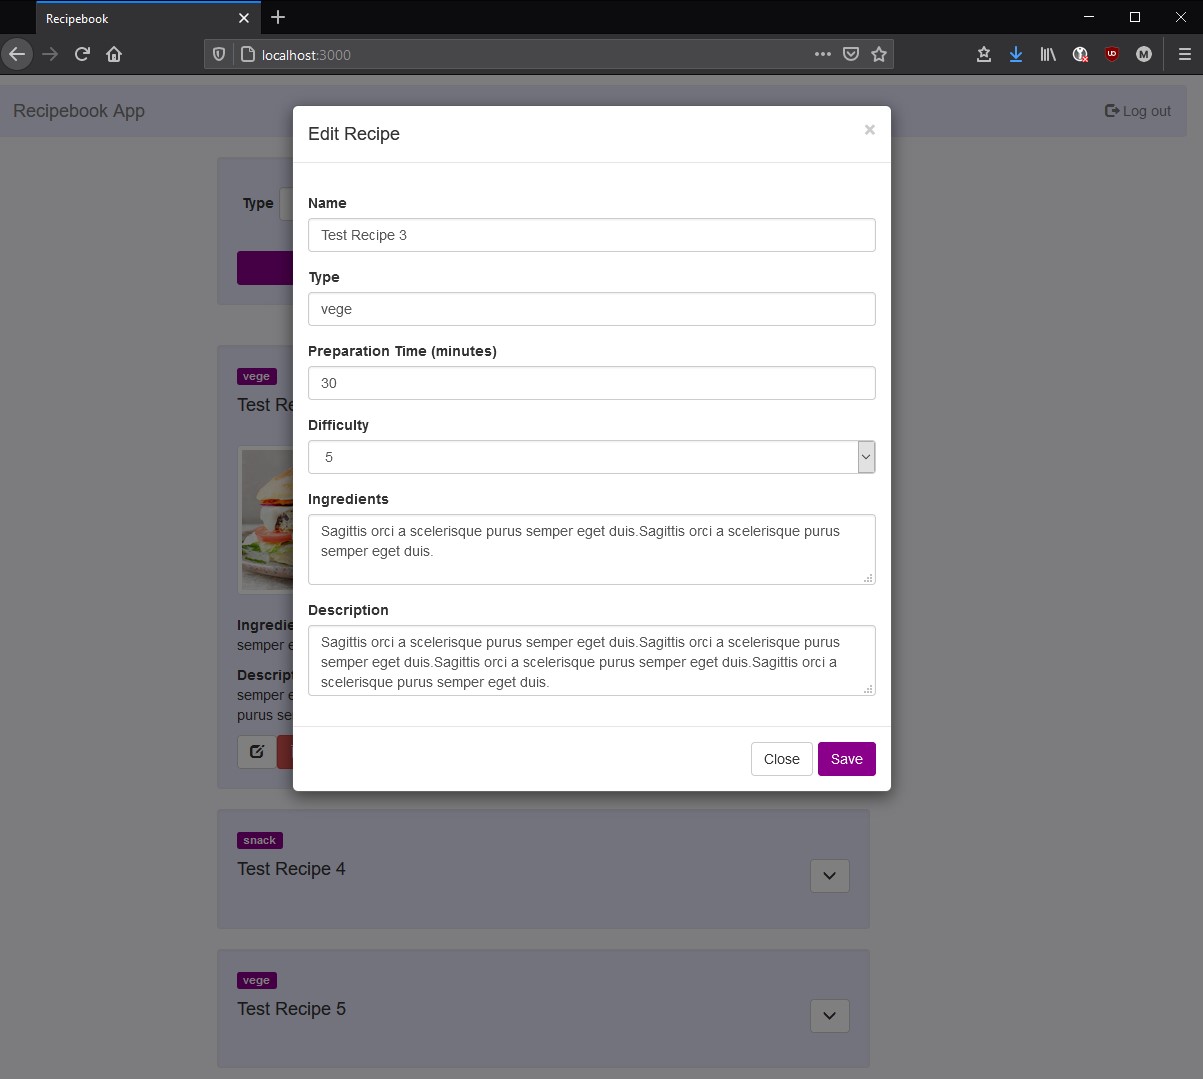 Recipebook
localhost:3000
Recipebook App
Log out
Type
Edit Recipe
Name
Test Recipe 3
Type
vege
Preparation Time (minutes)
30
Difficulty
5
Ingredients
Sagittis orci a scelerisque purus semper eget duis.Sagittis orci a scelerisque purus
semper eget duis.
Description
Sagittis orci a scelerisque purus semper eget duis.Sagittis orci a scelerisque purus
semper eget duis.Sagittis orci a scelerisque purus semper eget duis.Sagittis orci a
scelerisque purus semper eget duis.
Close
Save
vege
Test Re
Ingredie
semper e
Descript
semper e
purus se
snack
Test Recipe 4
vege
Test Recipe 5
M
UD